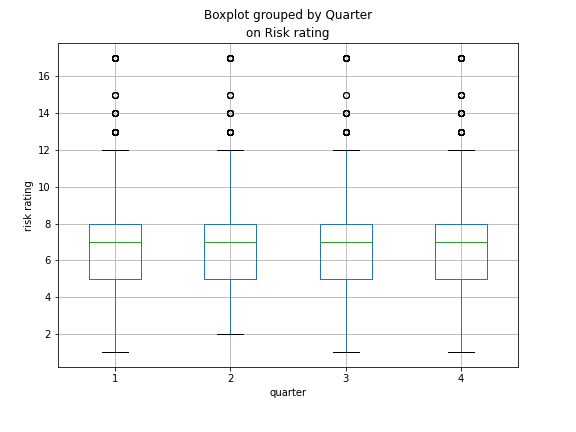 Boxplot grouped by Quarter
on Risk rating
16
14
12
10
8
6
4
2
risk rating
1 2 3 4
quarter